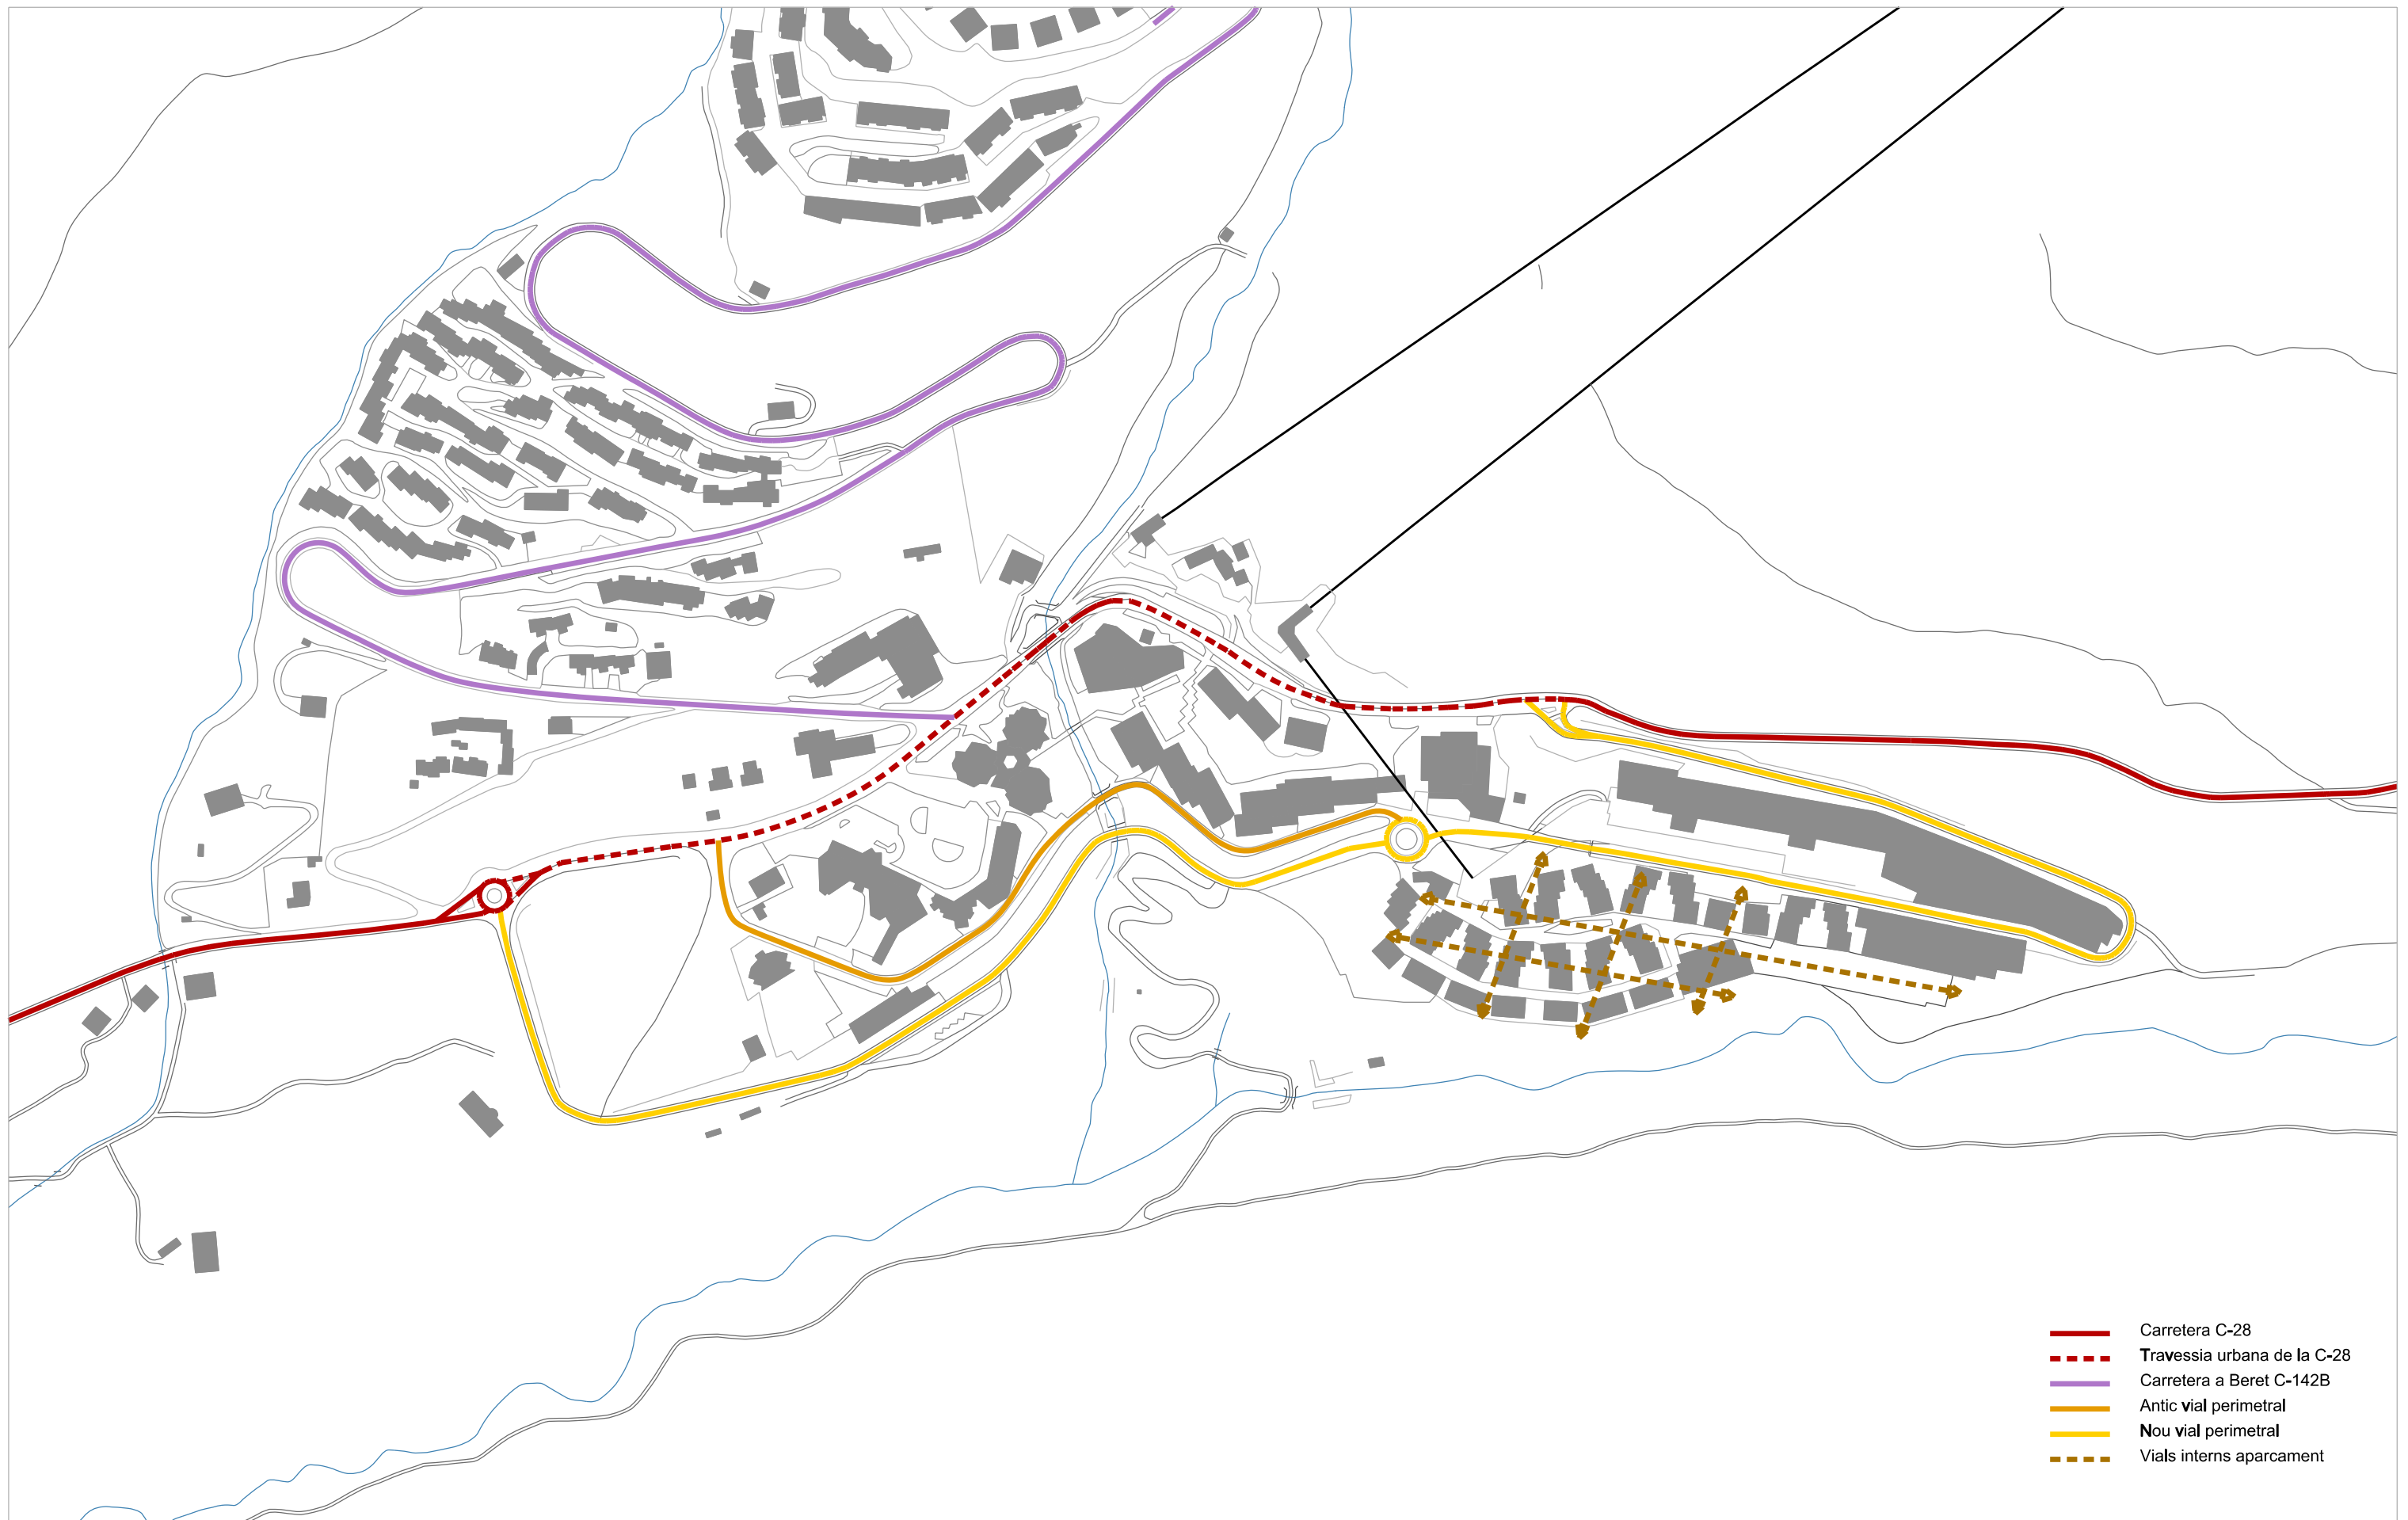 Carretera C-28
Travessia urbana de la C-28
Carretera a Beret C-142B
Antic vial perimetral
Nou vial perimetral
Vials interns aparcament